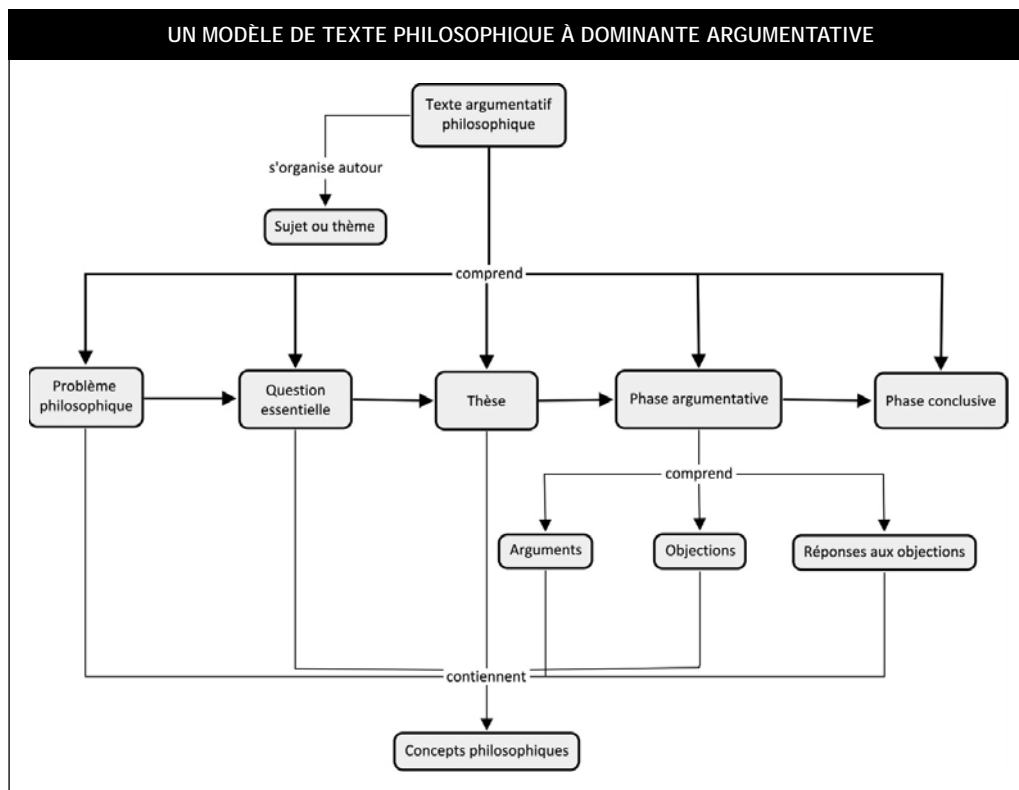 UN MODÈLE DE TEXTE PHILOSOPHIQUE À DOMINANTE ARGUMENTATIVE
Texte argumentatif
philosophique
s'organise autour
Sujet ou thème
comprend
Problème
philosophique
Question
essentielle
Thèse
Phase argumentative
Phase conclusive
comprend
Arguments
Objections
Réponses aux objections
contiennent
Concepts philosophiques